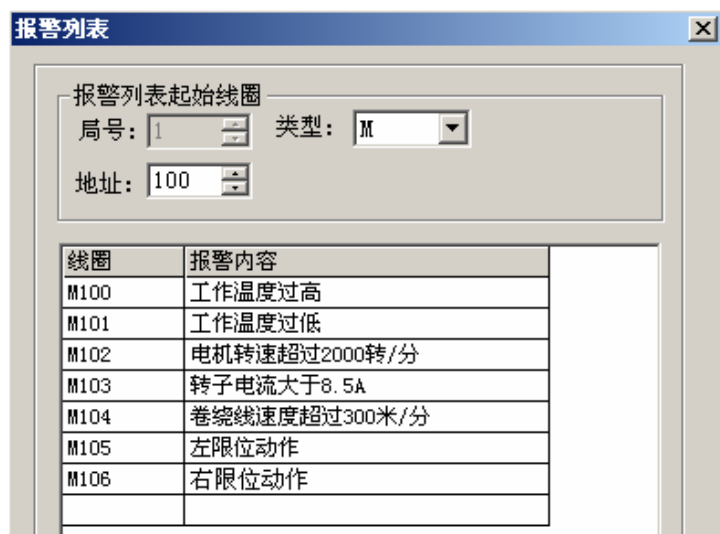 报警列表
报警列表起始线圈
局号: 1 类型: M
地址: 100
线圈 报警内容
M100 工作温度过高
M101 工作温度过低
M102 电机转速超过2000转/分
M103 转子电流大于8.5A
M104 卷绕线速度超过300米/分
M105 左限位动作
M106 右限位动作